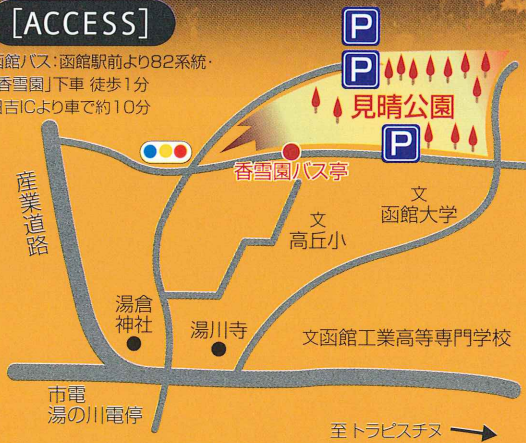 [ACCESS]
函館バス:函館駅前より82系統・
「香雪園」下車 徒歩1分
吉ICより車で約10分
P
P
見晴公園
P
香雪園バス亭
産業道路
文
高丘小
文
函館大学
湯倉
神社
湯川寺
文函館工業高等専門学校
市電
湯の川電停
至トラピスチヌ